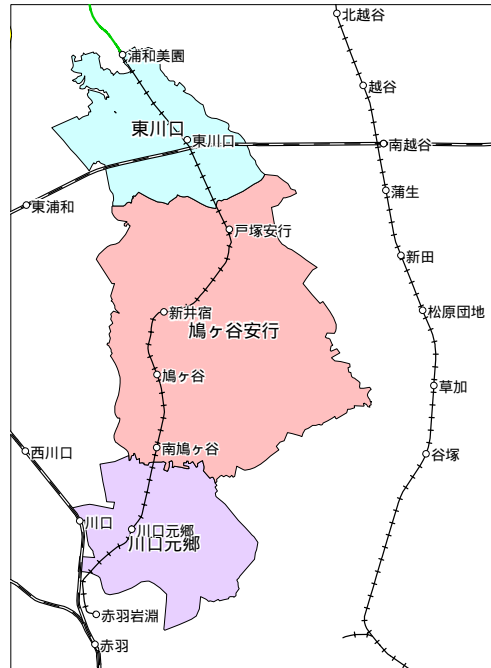 北越谷
浦和美園
越谷
東川口
東川口
南越谷
蒲生
東浦和
戸塚安行
新田
新井宿
松原団地
鳩ヶ谷安行
鳩ヶ谷
草加
南鳩ヶ谷
西川口
谷塚
川口
川口元郷
川口元郷
赤羽岩淵
赤羽